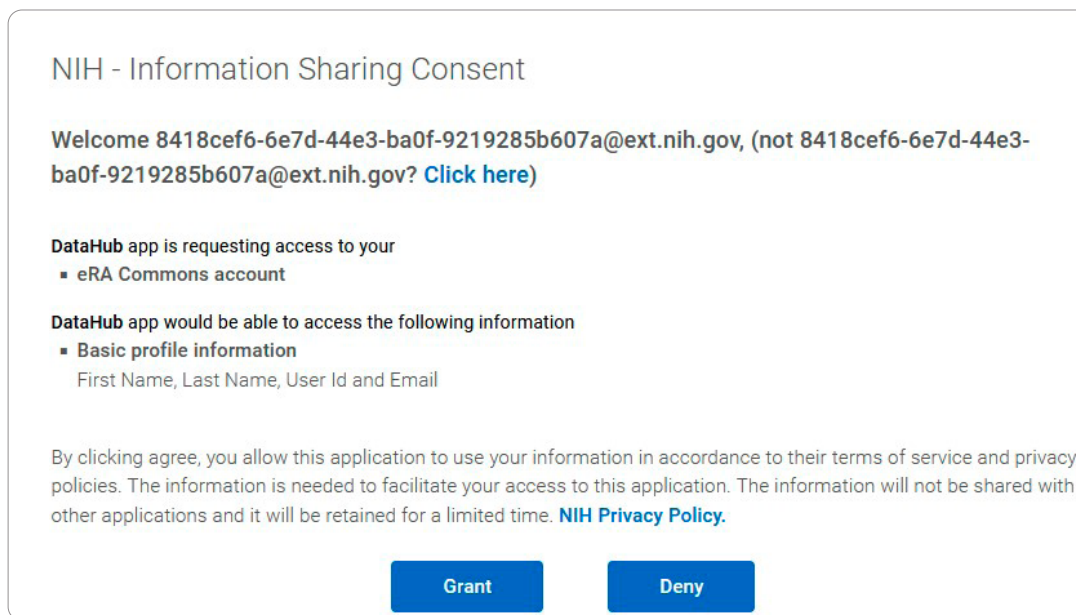 NIH - Information Sharing Consent
Welcome 8418cef6-6e7d-44e3-ba0f-9219285b607a@ext.nih.gov, (not 8418cef6-6e7d-44e3-
ba0f-9219285b607a@ext.nih.gov? Click here)
DataHub app is requesting access to your
▪ eRA Commons account
DataHub app would be able to access the following information
▪ Basic profile information
First Name, Last Name, User Id and Email
By clicking agree, you allow this application to use your information in accordance to their terms of service and privacy
policies. The information is needed to facilitate your access to this application. The information will not be shared with
other applications and it will be retained for a limited time. NIH Privacy Policy.
Grant Deny